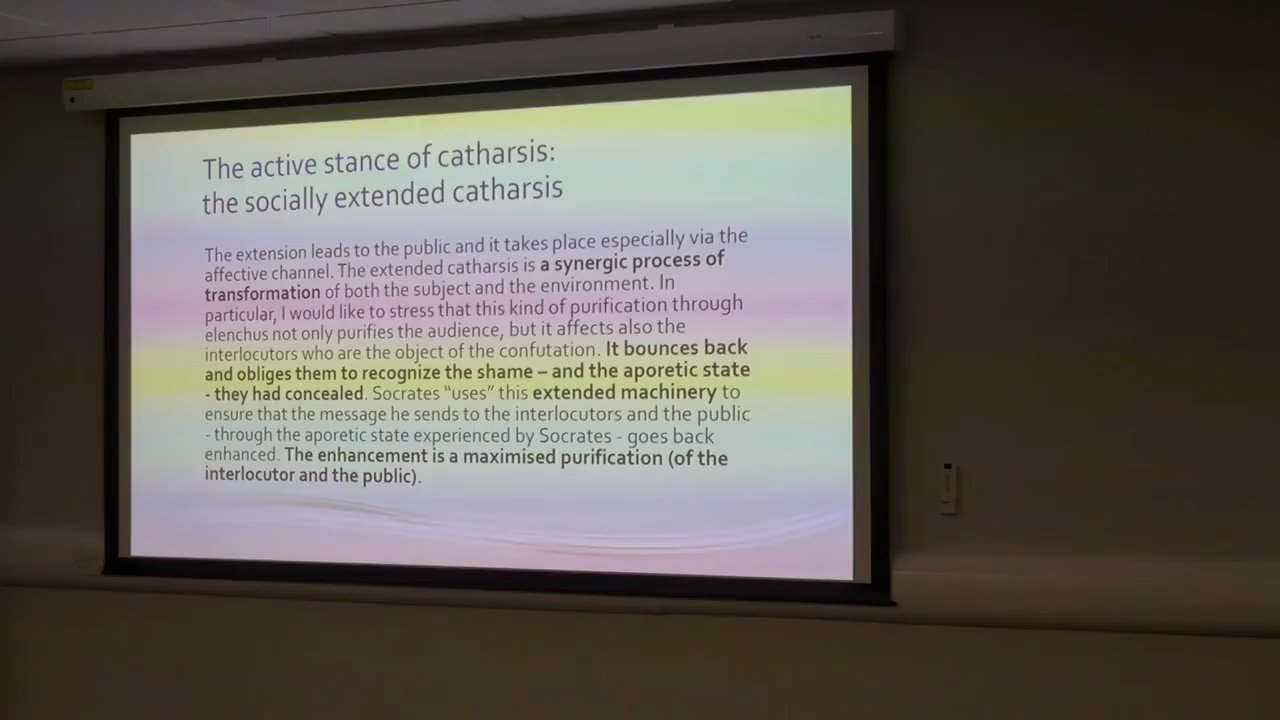 The active stance of catharsis:
the socially extended catharsis
The extension leads to the public and it takes place especially via the
affective channel. The extended catharsis is a synergic process of
transformation of both the subject and the environment. In
particular, I would like to stress that this kind of purification through
elenchus not only purifies the audience, but it affects also the
interlocutors who are the object of the confutation. It bounces back
and obliges them to recognize the shame – and the aporetic state
- they had concealed. Socrates “uses” this extended machinery to
ensure that the message he sends to the interlocutors and the public
- through the aporetic state experienced by Socrates - goes back
enhanced. The enhancement is a maximised purification (of the
interlocutor and the public).